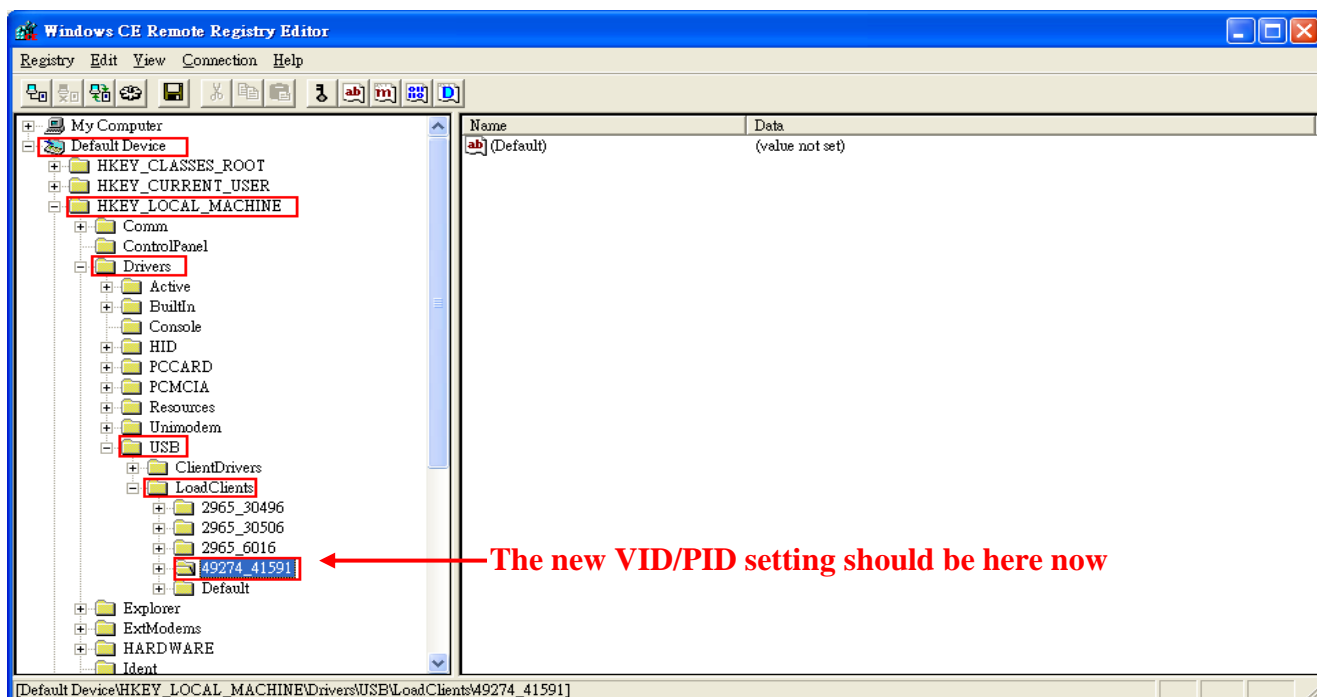 Windows CE Remote Registry Editor
Registry Edit View Connection Help
My Computer
Default Device
HKEY_CLASSES_ROOT
HKEY_CURRENT_USER
HKEY_LOCAL_MACHINE
Comm
ControlPanel
Drivers
Active
BuiltIn
Console
HID
PCCARD
PCMCIA
Resources
Unimodem
USB
ClientDrivers
LoadClients
2965_30496
2965_30506
2965_6016
49274_41591
Default
Explorer
ExtModems
HARDWARE
Ident
Name Data
ab (Default) (value not set)
The new VID/PID setting should be here now
[Default Device\HKEY_LOCAL_MACHINE\Drivers\USB\LoadClients\49274_41591]